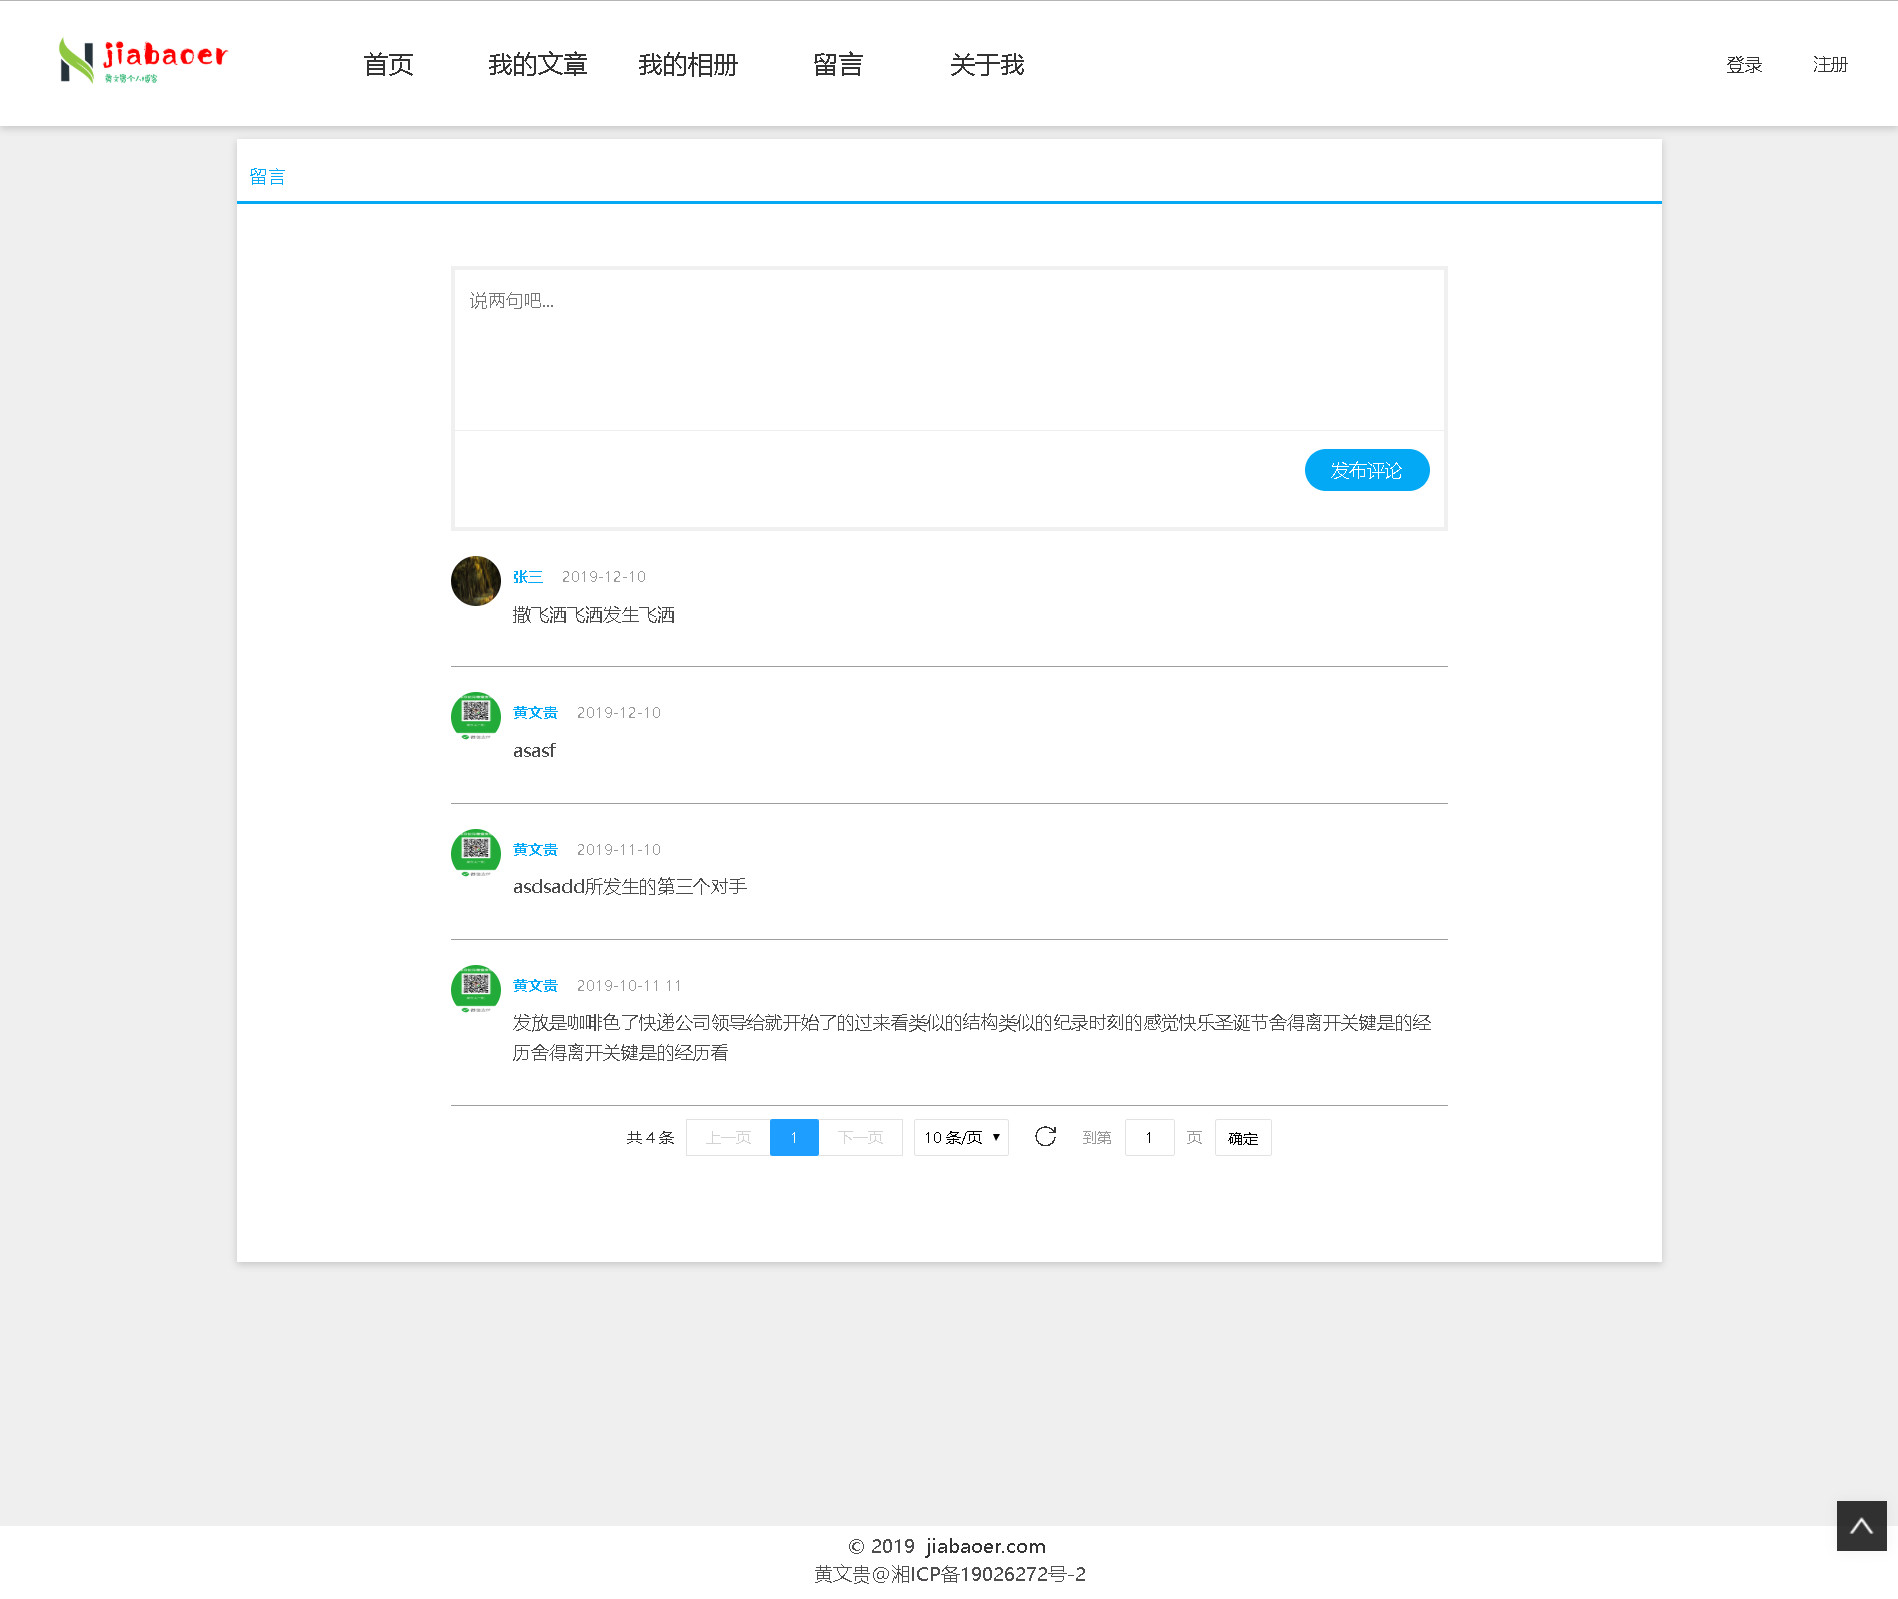 jiabaoer
首页 我的文章 我的相册 留言 关于我 登录 注册
留言
说两句吧...
发布评论
张三 2019-12-10
撒飞洒飞洒发生飞洒
黄文贵 2019-12-10
asasf
黄文贵 2019-11-10
asdsadd所发生的第三个对手
黄文贵 2019-10-11 11
发放是咖啡色了快递公司领导给就开始了的过来看类似的结构类似的纪录时刻的感觉快乐圣诞节舍得离开关键是的经
历舍得离开关键是的经历看
共 4 条 上一页 1 下一页 10 条/页 到第 1 页 确定
© 2019 jiabaoer.com
黄文贵@湘ICP备19026272号-2